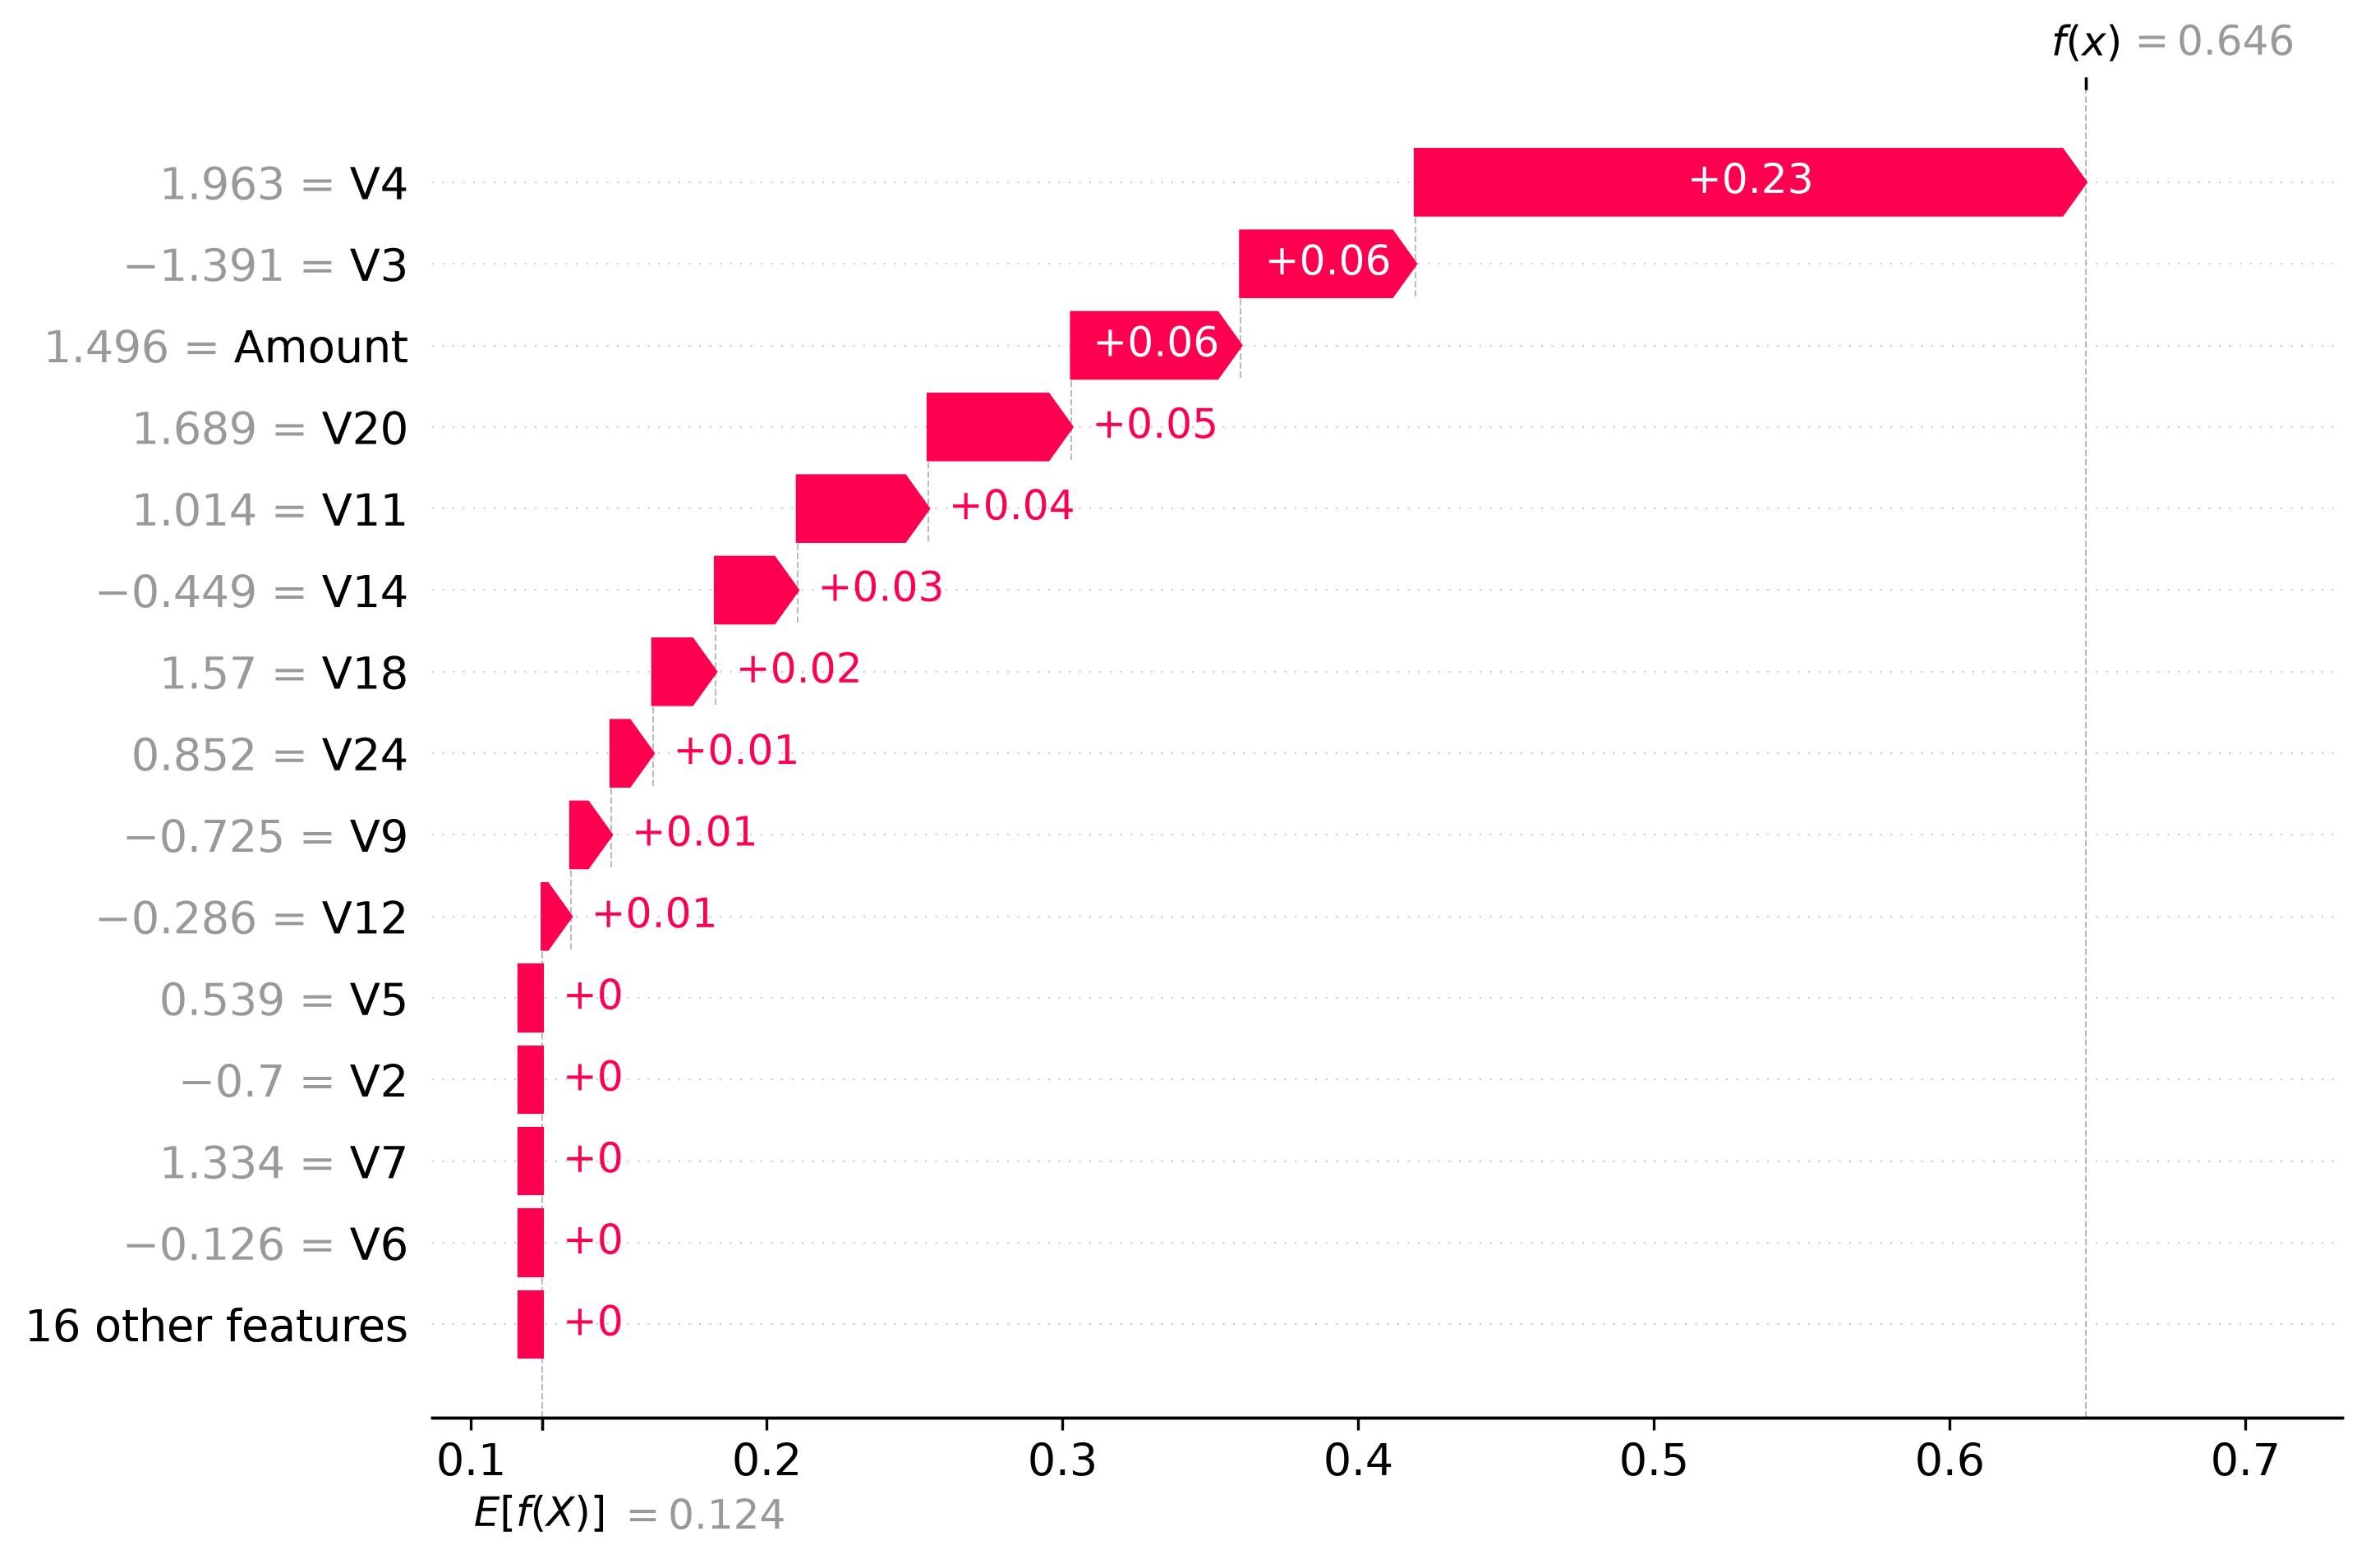 f(x) = 0.646
1.963 = V4 +0.23
−1.391 = V3 +0.06
1.496 = Amount +0.06
1.689 = V20 +0.05
1.014 = V11 +0.04
−0.449 = V14 +0.03
1.57 = V18 +0.02
0.852 = V24 +0.01
−0.725 = V9 +0.01
−0.286 = V12 +0.01
0.539 = V5 +0
−0.7 = V2 +0
1.334 = V7 +0
−0.126 = V6 +0
16 other features +0
0.1 0.2 0.3 0.4 0.5 0.6 0.7
E[f(X)] = 0.124